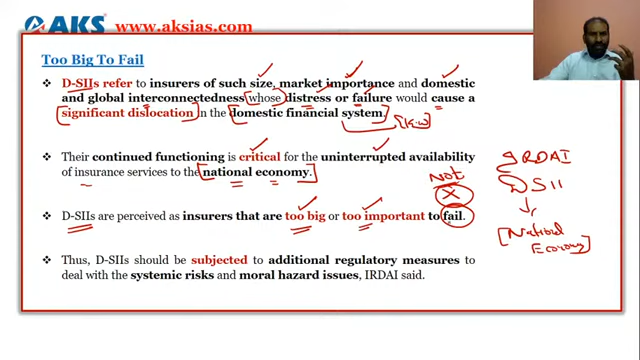 AKS
IAS
www.aksias.com
Too Big To Fail
❖ D-SIIs refer to insurers of such size, market importance and domestic
and global interconnectedness whose distress or failure would cause a
significant dislocation in the domestic financial system.
❖ Their continued functioning is critical for the uninterrupted availability
of insurance services to the national economy.
Not
X
❖ D-SIIs are perceived as insurers that are too big or too important to fail.
❖ Thus, D-SIIs should be subjected to additional regulatory measures to
deal with the systemic risks and moral hazard issues, IRDAI said.
IRDAI
DSII
[National
Economy]